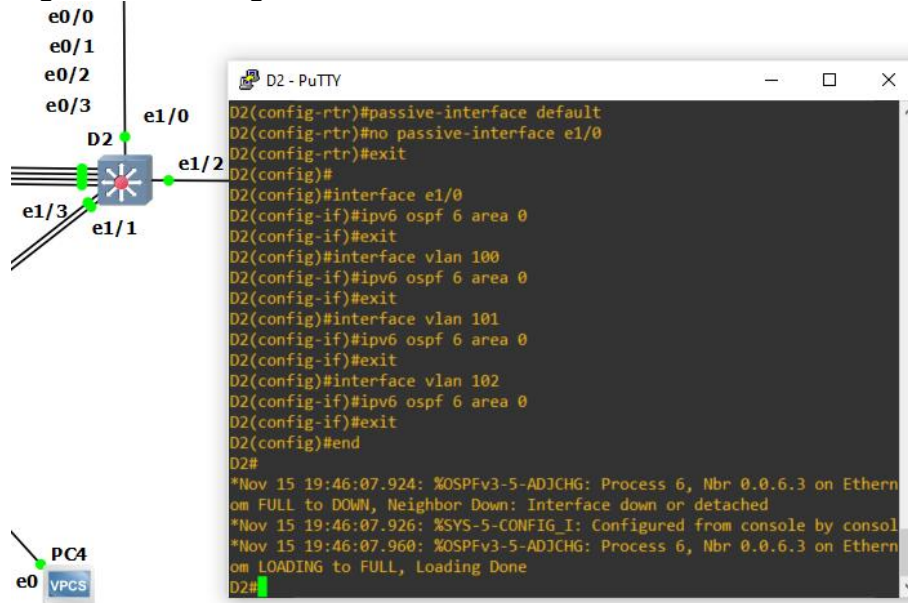 e0/0
e0/1
e0/2
e0/3
e1/0
D2
e1/2
e1/3
e1/1
PC4
e0
VPCS
D2 - PuTTY
D2(config-rtr)#passive-interface default
D2(config-rtr)#no passive-interface e1/0
D2(config-rtr)#exit
D2(config)#
D2(config)#interface e1/0
D2(config-if)#ipv6 ospf 6 area 0
D2(config-if)#exit
D2(config)#interface vlan 100
D2(config-if)#ipv6 ospf 6 area 0
D2(config-if)#exit
D2(config)#interface vlan 101
D2(config-if)#ipv6 ospf 6 area 0
D2(config-if)#exit
D2(config)#interface vlan 102
D2(config-if)#ipv6 ospf 6 area 0
D2(config-if)#exit
D2(config)#end
D2#
*Nov 15 19:46:07.924: %OSPFv3-5-ADJCHG: Process 6, Nbr 0.0.6.3 on Ethern
om FULL to DOWN, Neighbor Down: Interface down or detached
*Nov 15 19:46:07.926: %SYS-5-CONFIG_I: Configured from console by consol
*Nov 15 19:46:07.960: %OSPFv3-5-ADJCHG: Process 6, Nbr 0.0.6.3 on Ethern
om LOADING to FULL, Loading Done
D2#